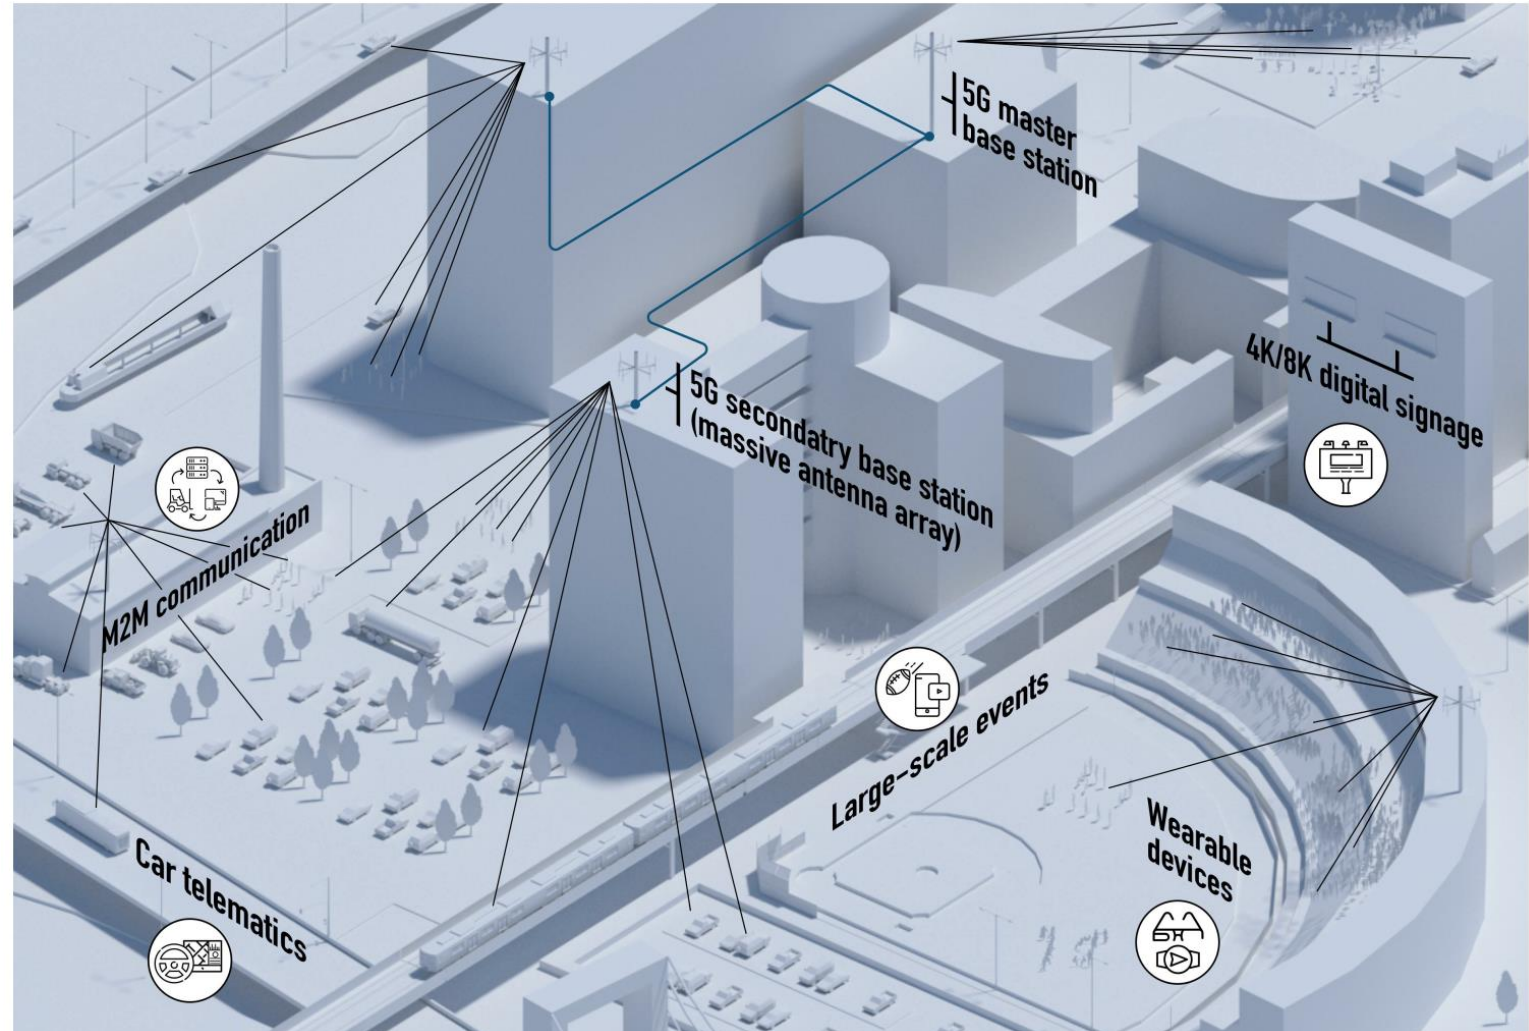 5G master
base station
4K/8K digital signage
5G secondatry base station
(massive antenna array)
M2M communication
Large-scale events
Wearable
devices
Car telematics